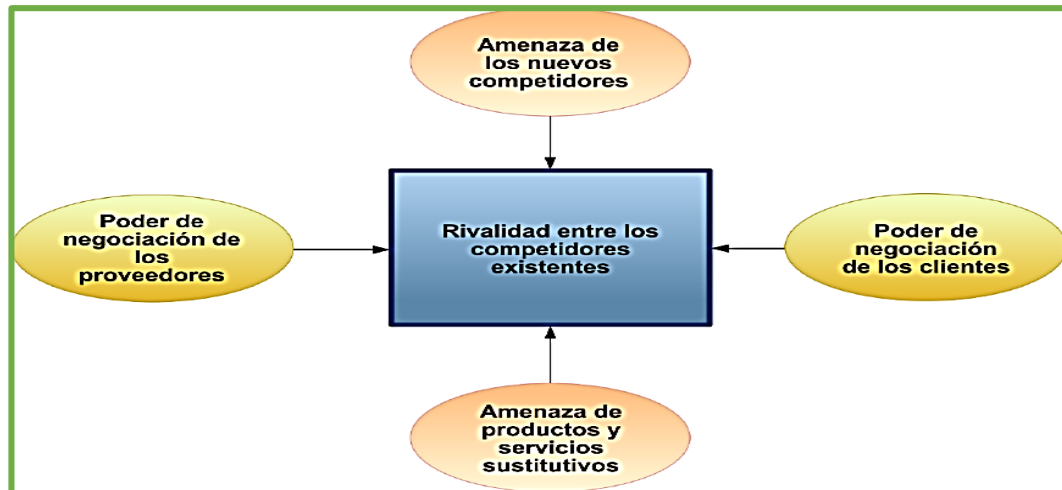 Amenaza de
los nuevos
competidores
Poder de
negociación de
los
proveedores
Rivalidad entre los
competidores
existentes
Poder de
negociación
de los clientes
Amenaza de
productos y
servicios
sustitutivos